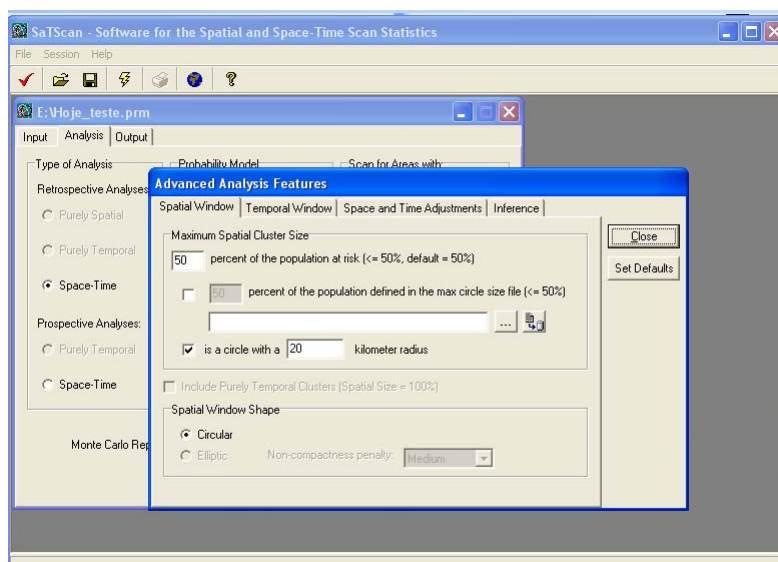 SaTScan - Software for the Spatial and Space-Time Scan Statistics
File Session Help
E:\Hoje_teste.prm
Input Analysis Output
Type of Analysis Probability Model Scan for Areas with:
Retrospective Analyses
Purely Spatial
Purely Temporal
Space-Time
Prospective Analyses:
Purely Temporal
Space-Time
Monte Carlo Rep
Advanced Analysis Features
Spatial Window Temporal Window Space and Time Adjustments Inference
Maximum Spatial Cluster Size
50 percent of the population at risk (<= 50%, default = 50%)
50 percent of the population defined in the max circle size file (<= 50%)
...
is a circle with a 20 kilometer radius
Include Purely Temporal Clusters (Spatial Size = 100%)
Spatial Window Shape
Circular
Elliptic Non-compactness penalty: Medium
Close
Set Defaults